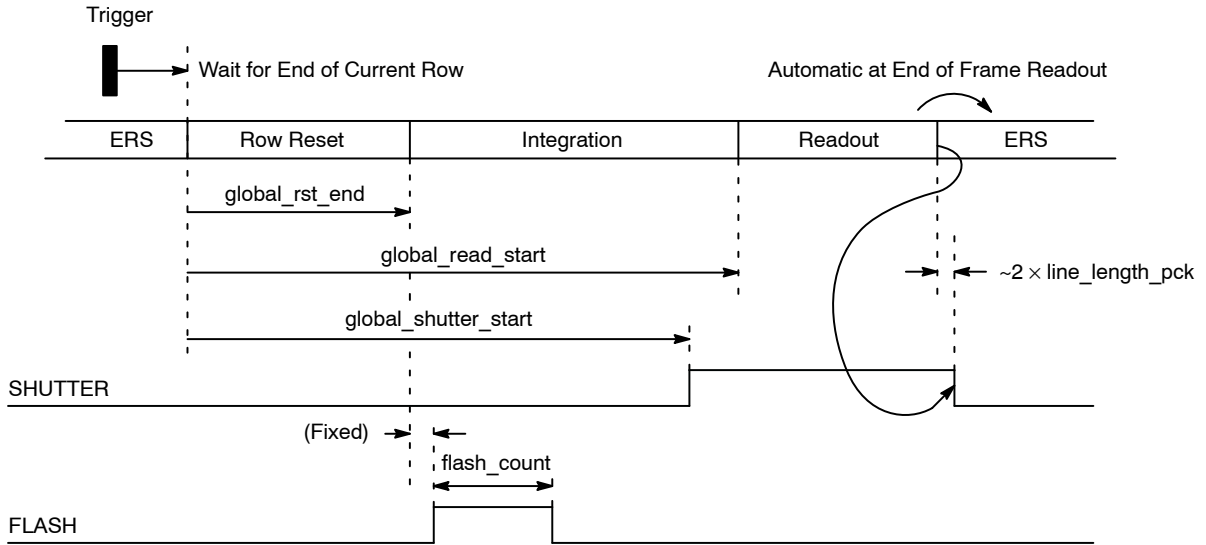 Trigger
Wait for End of Current Row
Automatic at End of Frame Readout
ERS
Row Reset
Integration
Readout
ERS
global_rst_end
global_read_start
~2 × line_length_pck
global_shutter_start
SHUTTER
(Fixed)
flash_count
FLASH